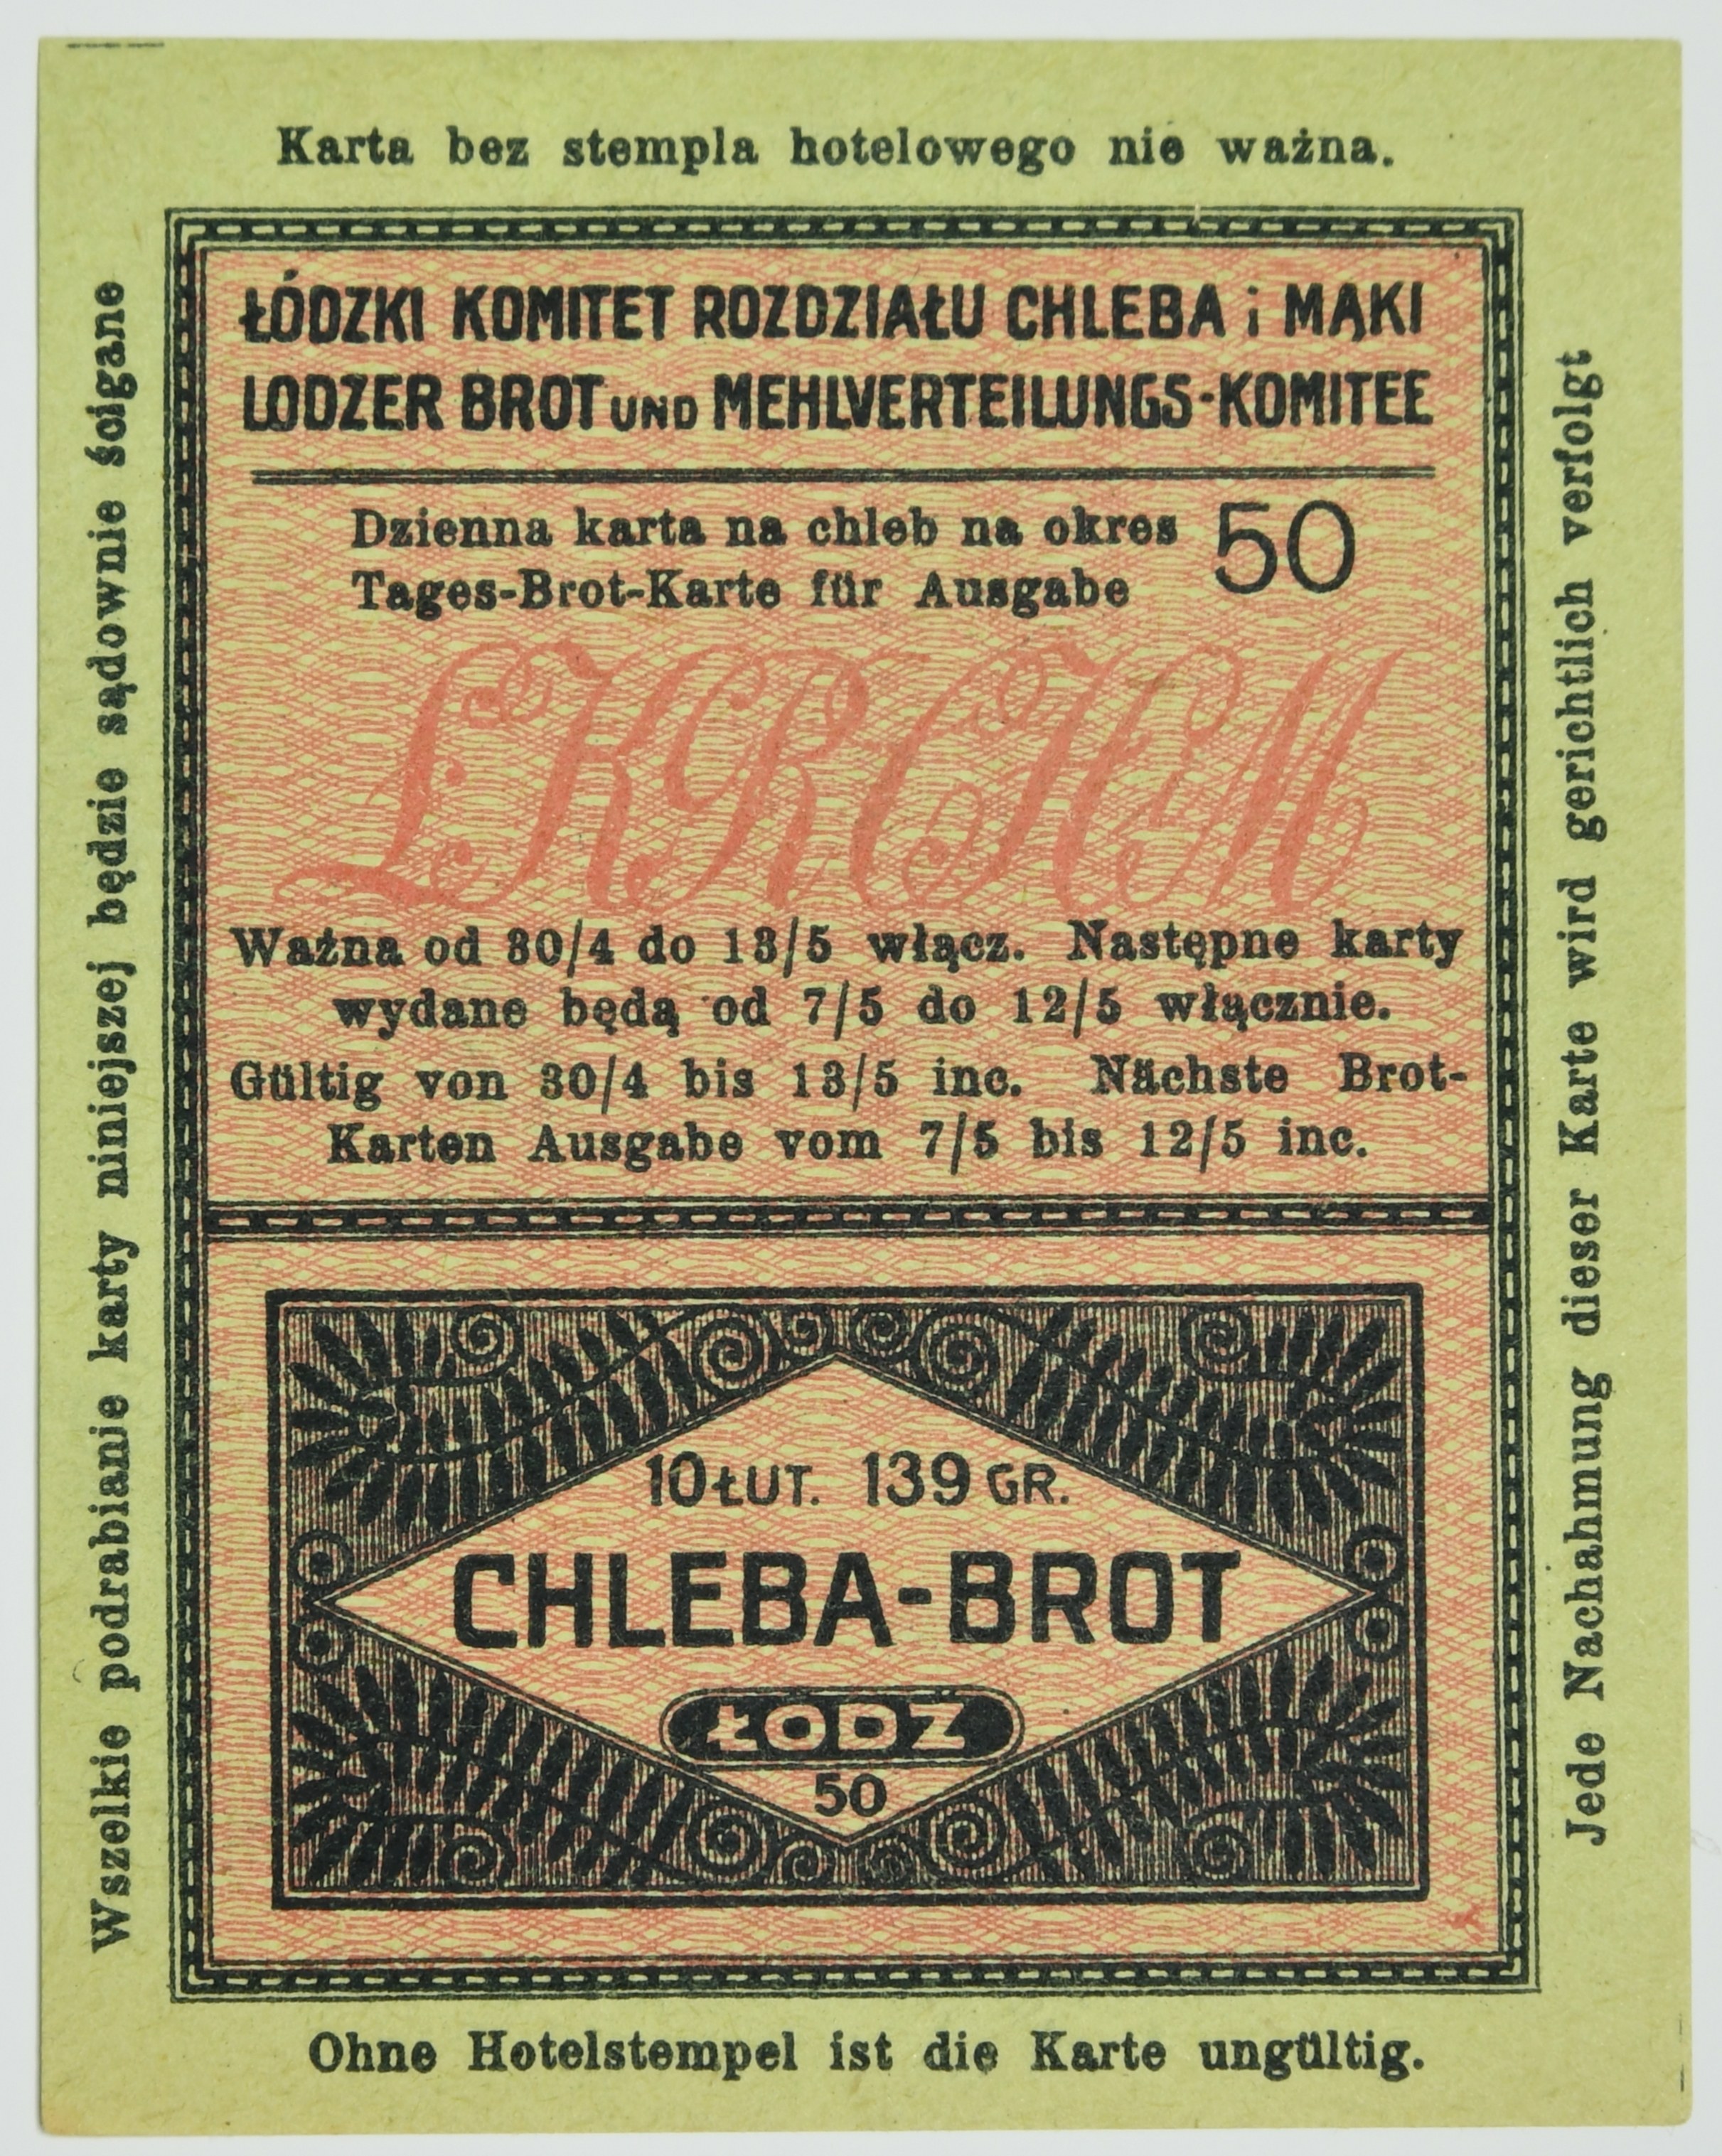 Karta bez stempla hotelowego nie ważna.
Wszelkie podrabianie karty niniejszej będzie sądownie ścigane
ŁÓDZKI KOMITET ROZDZIAŁU CHLEBA i MĄKI
LODZER BROT UND MEHLVERTEILUNGS-KOMITEE
Dzienna karta na chleb na okres 50
Tages-Brot-Karte für Ausgabe
ŁKRCHiM
Ważna od 30/4 do 13/5 włącz. Następne karty
wydane będą od 7/5 do 12/5 włącznie.
Gültig von 30/4 bis 13/5 inc. Nächste Brot-
Karten Ausgabe vom 7/5 bis 12/5 inc.
10 ŁUT. 139 GR.
CHLEBA-BROT
ŁÓDŹ
50
Jede Nachahmung dieser Karte wird gerichtlich verfolgt
Ohne Hotelstempel ist die Karte ungültig.